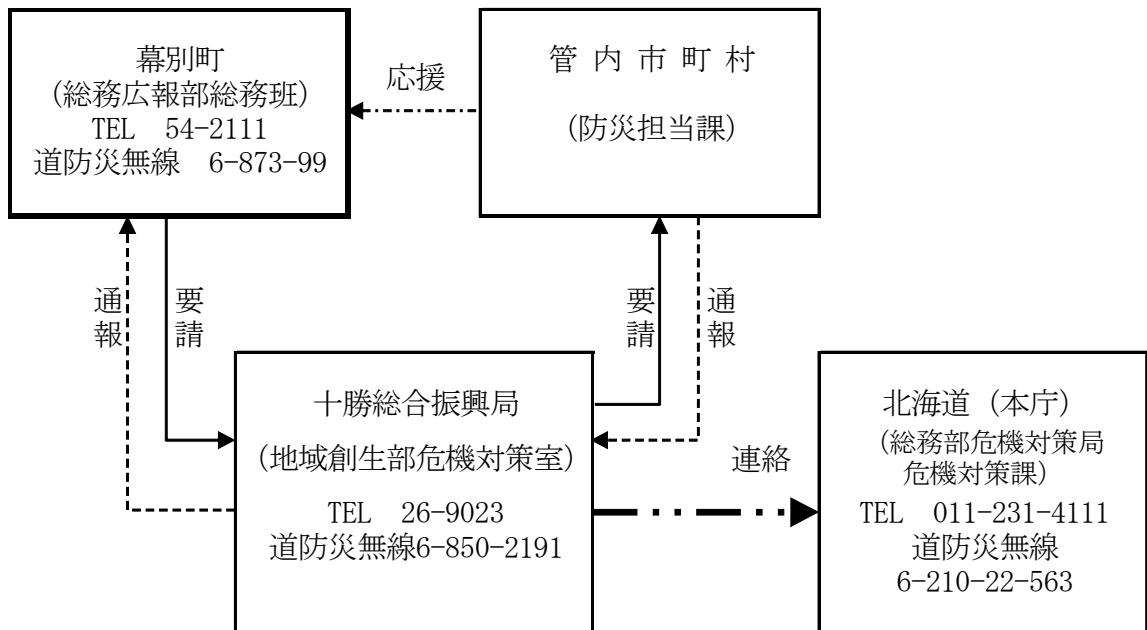 幕別町
(総務広報部総務班)
TEL 54-2111
道防災無線 6-873-99
応援
管内市町村
(防災担当課)
通報
要請
要請
通報
十勝総合振興局
(地域創生部危機対策室)
TEL 26-9023
道防災無線6-850-2191
連絡
北海道(本庁)
(総務部危機対策局
危機対策課)
TEL 011-231-4111
道防災無線
6-210-22-563